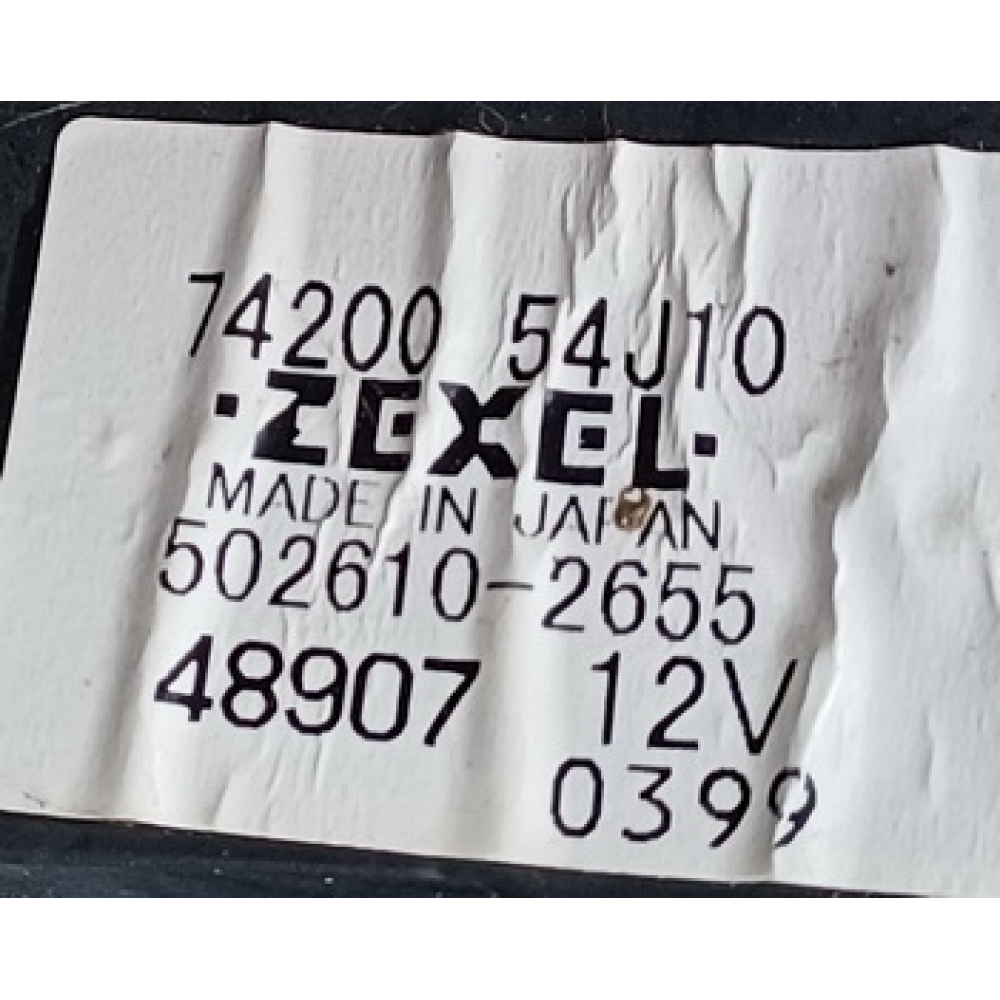 74200 54J10
·ZEXEL·
MADE IN JAPAN
502610-2655
48907 12V
0399